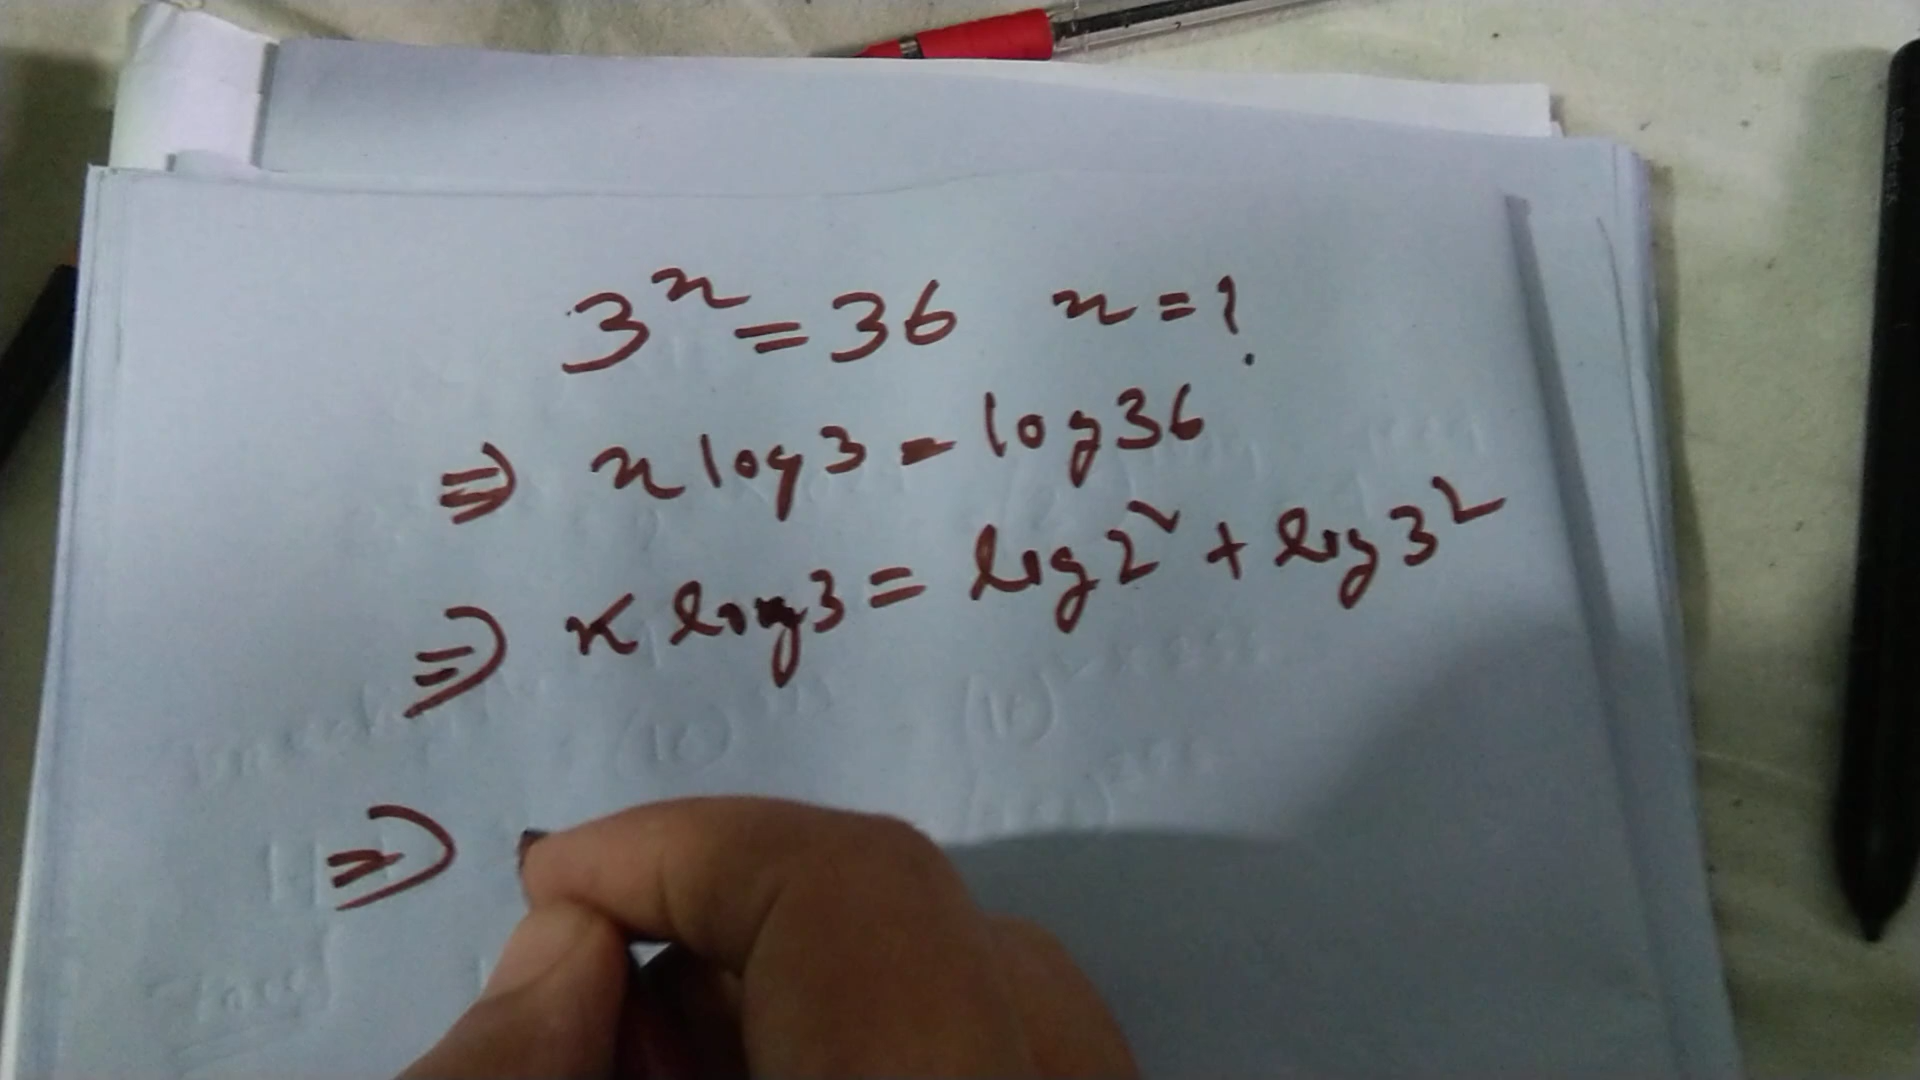 3^x = 36 x = ?
⇒ x log 3 = log 36
⇒ x log 3 = log 2^2 + log 3^2
⇒